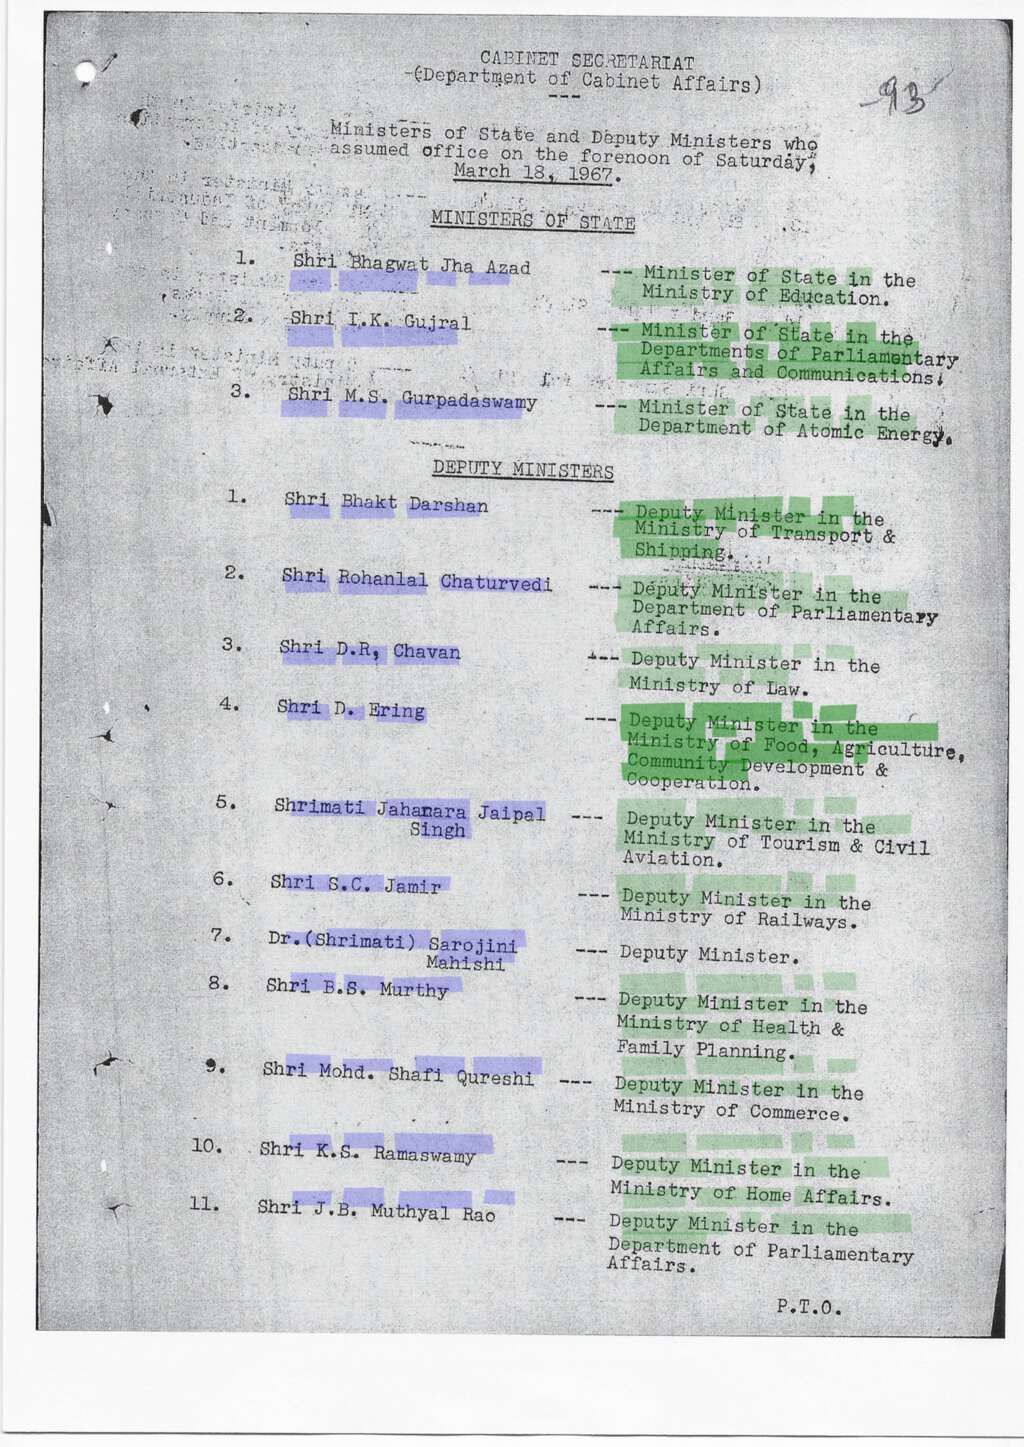 CABINET SECRETARIAT
(Department of Cabinet Affairs)
---
93
Ministers of State and Deputy Ministers who
assumed office on the forenoon of Saturday,
March 18, 1967.
MINISTERS OF STATE
1. Shri Bhagwat Jha Azad --- Minister of State in the
Ministry of Education.
2. Shri I.K. Gujral --- Minister of State in the
Departments of Parliamentary
Affairs and Communications.
3. Shri M.S. Gurpadaswamy --- Minister of State in the
Department of Atomic Energy.
DEPUTY MINISTERS
1. Shri Bhakt Darshan --- Deputy Minister in the
Ministry of Transport &
Shipping.
2. Shri Rohanlal Chaturvedi --- Deputy Minister in the
Department of Parliamentary
Affairs.
3. Shri D.R, Chavan --- Deputy Minister in the
Ministry of Law.
4. Shri D. Ering --- Deputy Minister in the
Ministry of Food, Agriculture,
Community Development &
Cooperation.
5. Shrimati Jahanara Jaipal --- Deputy Minister in the
Singh Ministry of Tourism & Civil
Aviation.
6. Shri S.C. Jamir --- Deputy Minister in the
Ministry of Railways.
7. Dr.(Shrimati) Sarojini --- Deputy Minister.
Mahishi
8. Shri B.S. Murthy --- Deputy Minister in the
Ministry of Health &
Family Planning.
9. Shri Mohd. Shafi Qureshi --- Deputy Minister in the
Ministry of Commerce.
10. Shri K.S. Ramaswamy --- Deputy Minister in the
Ministry of Home Affairs.
11. Shri J.B. Muthyal Rao --- Deputy Minister in the
Department of Parliamentary
Affairs.
P.T.O.